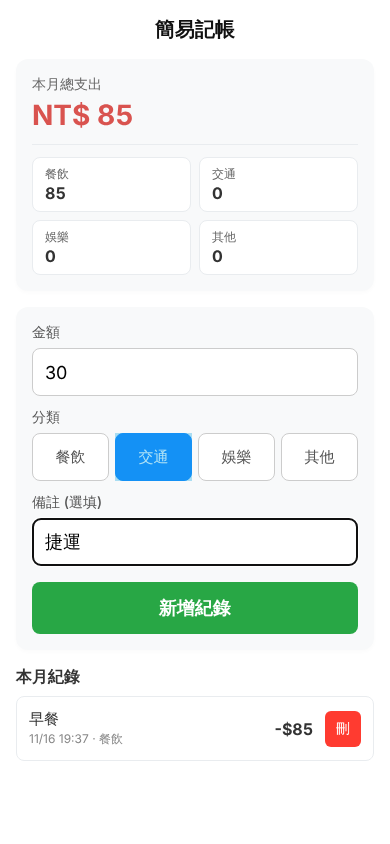 簡易記帳
本月總支出
NT$ 85
餐飲 交通
85 0
娛樂 其他
0 0
金額
30
分類
餐飲 交通 娛樂 其他
備註 (選填)
捷運
新增紀錄
本月紀錄
早餐
11/16 19:37 · 餐飲
-$85 刪